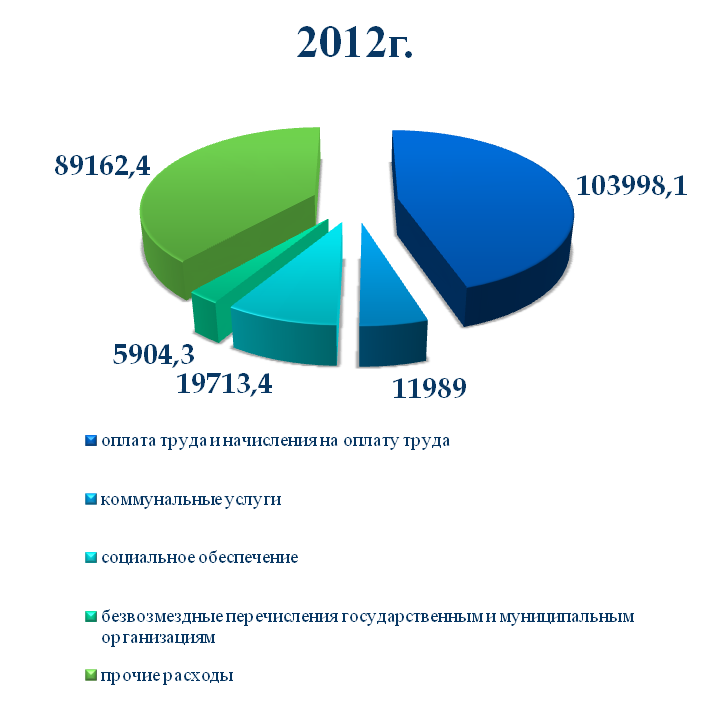 2012г.
89162,4
103998,1
5904,3
19713,4
11989
оплата труда и начисления на оплату труда
коммунальные услуги
социальное обеспечение
безвозмездные перечисления государственным и муниципальным
организациям
прочие расходы